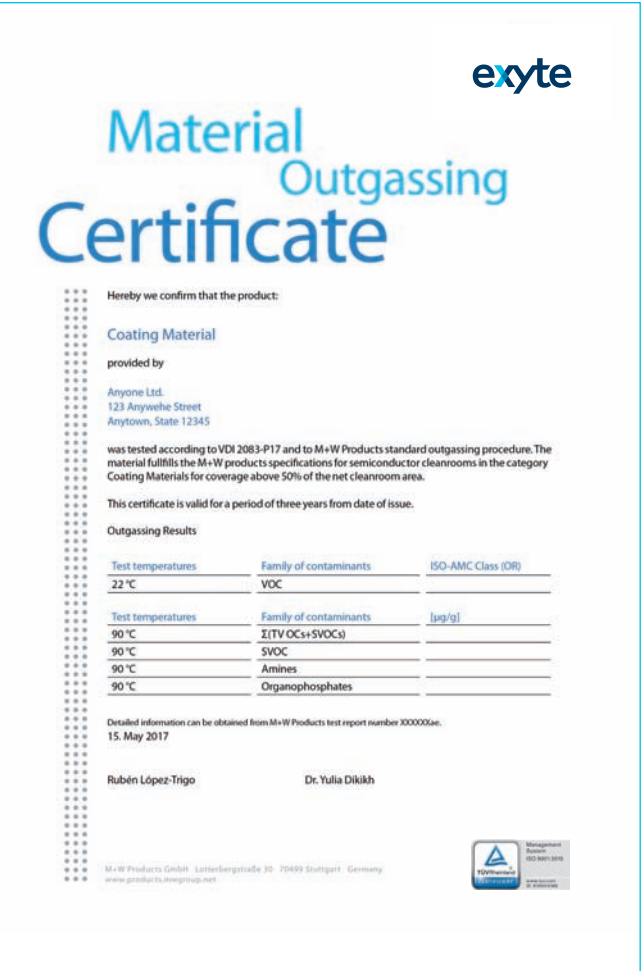 exyte
Material
Outgassing
Certificate
Hereby we confirm that the product:
Coating Material
provided by
Anyone Ltd.
123 Anywehe Street
Anytown, State 12345
was tested according to VDI 2083-P17 and to M+W Products standard outgassing procedure. The
material fullfills the M+W products specifications for semiconductor cleanrooms in the category
Coating Materials for coverage above 50% of the net cleanroom area.
This certificate is valid for a period of three years from date of issue.
Outgassing Results
Test temperatures Family of contaminants ISO-AMC Class (OR)
22 °C VOC
Test temperatures Family of contaminants [µg/g]
90 °C Σ(TV OCs+SVOCs)
90 °C SVOC
90 °C Amines
90 °C Organophosphates
Detailed information can be obtained from M+W Products test report number XXXXXXae.
15. May 2017
Rubén López-Trigo Dr. Yulia Dikikh
M+W Products GmbH Lotterbergstraße 30 70499 Stuttgart Germany
www.products.mwgroup.net
TÜVRheinland
Management
System